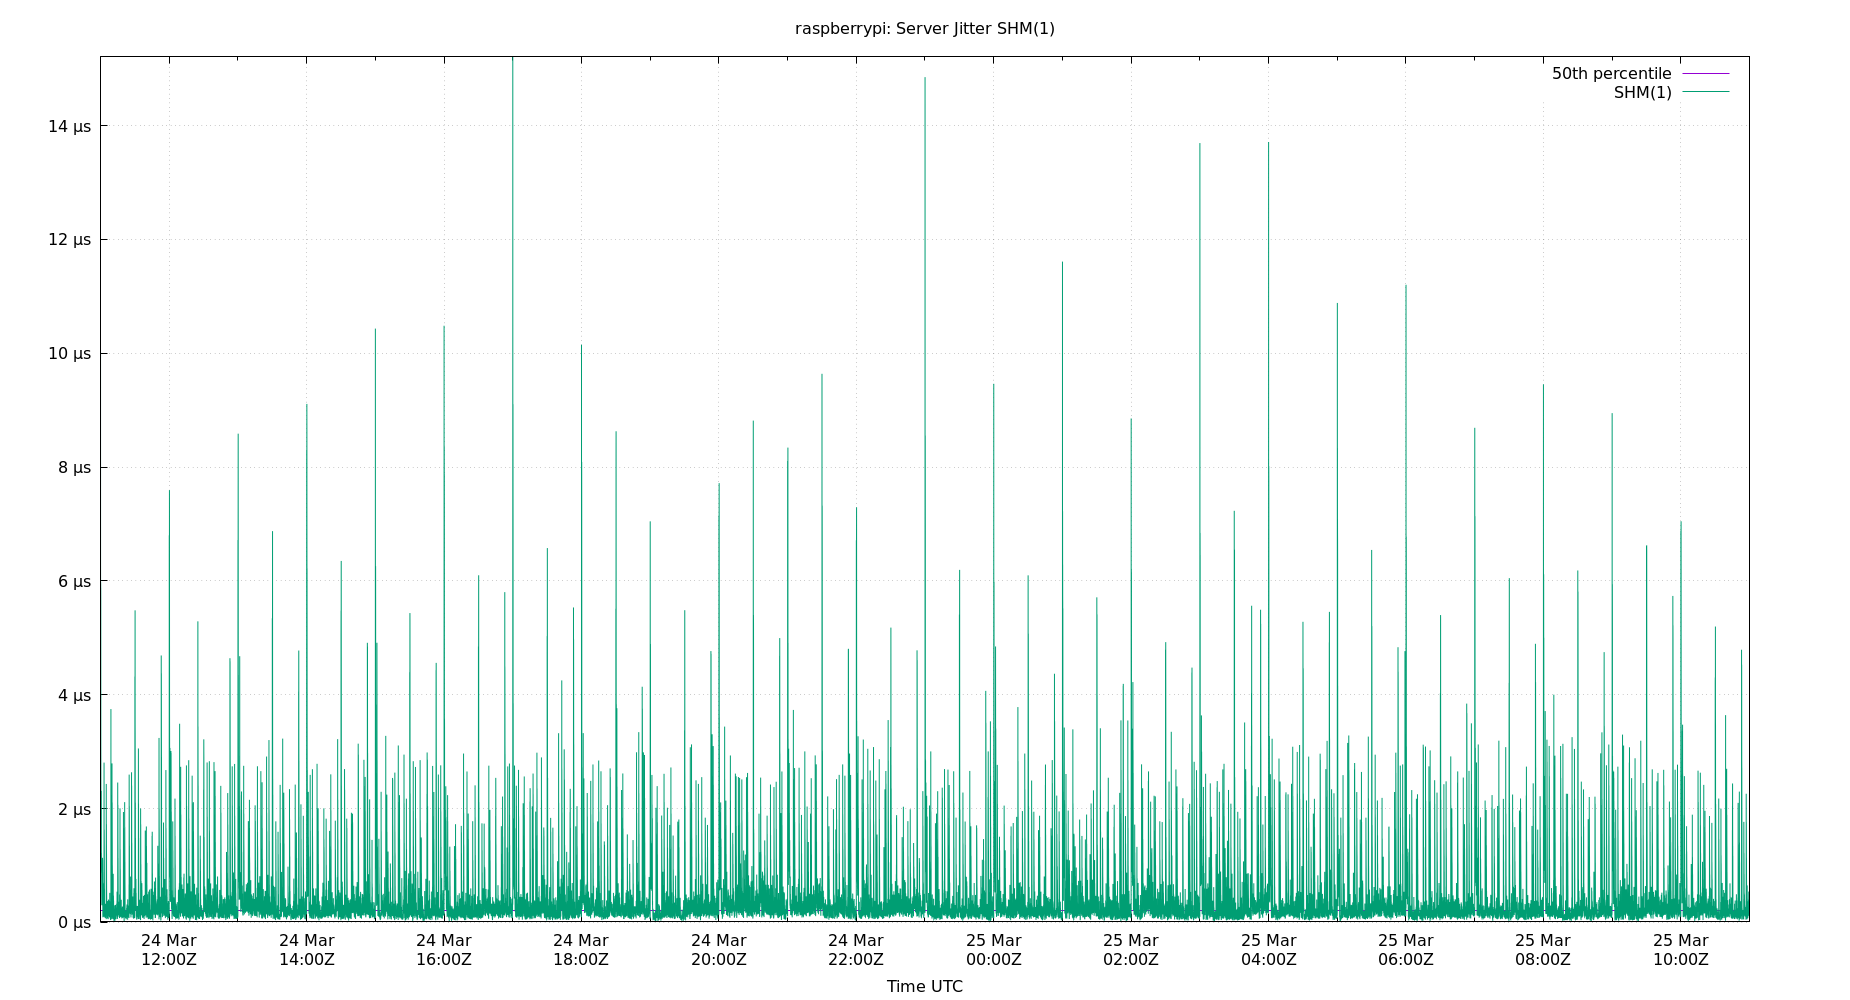 raspberrypi: Server Jitter SHM(1)
50th percentile
SHM(1)
14 µs
12 µs
10 µs
8 µs
6 µs
4 µs
2 µs
0 µs
24 Mar 24 Mar 24 Mar 24 Mar 24 Mar 24 Mar 25 Mar 25 Mar 25 Mar 25 Mar 25 Mar 25 Mar
12:00Z 14:00Z 16:00Z 18:00Z 20:00Z 22:00Z 00:00Z 02:00Z 04:00Z 06:00Z 08:00Z 10:00Z
Time UTC